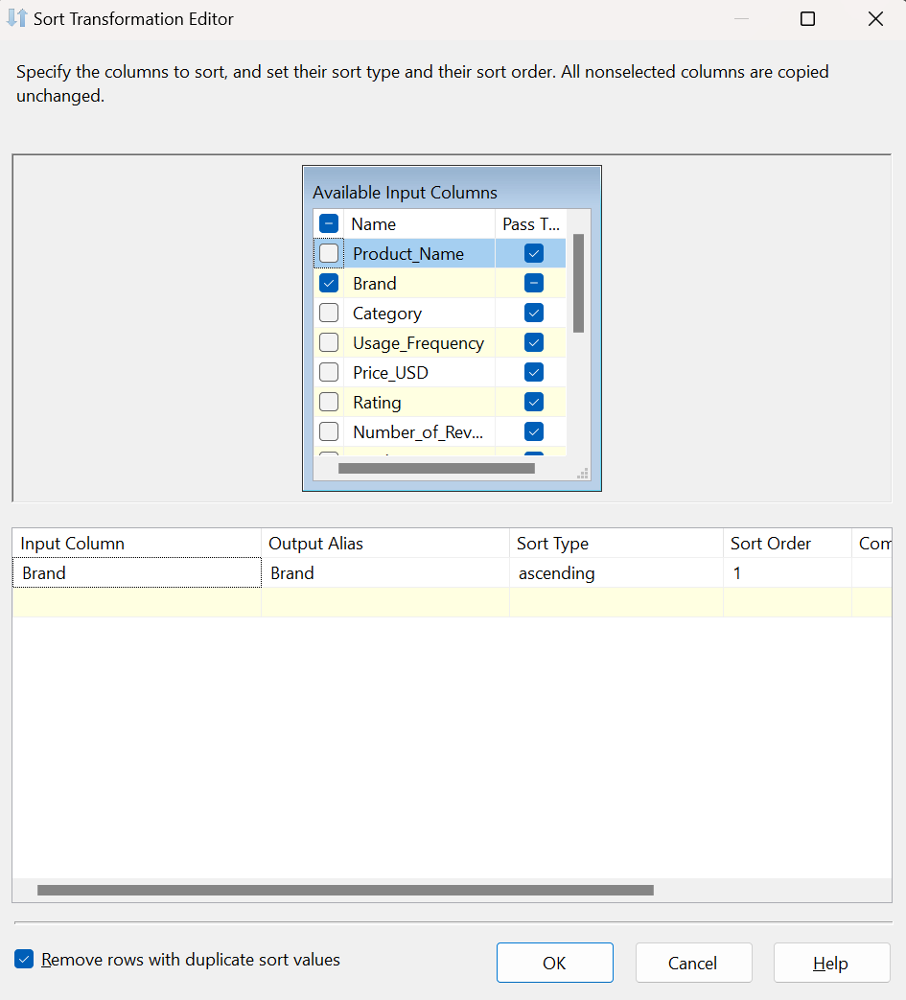 Sort Transformation Editor
Specify the columns to sort, and set their sort type and their sort order. All nonselected columns are copied
unchanged.
Available Input Columns
Name Pass T...
Product_Name
Brand
Category
Usage_Frequency
Price_USD
Rating
Number_of_Rev...
Input Column Output Alias Sort Type Sort Order Com
Brand Brand ascending 1
Remove rows with duplicate sort values OK Cancel Help